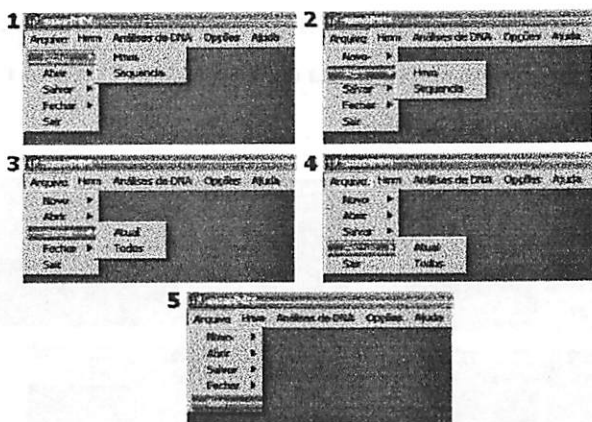 1
Arquivo Hmm Análises de DNA Opções Ajuda
Hmm
Abrir Sequencia
Salvar
Fechar
Sair
2
Arquivo Hmm Análises de DNA Opções Ajuda
Novo
Hmm
Salvar Sequencia
Fechar
Sair
3
Arquivo Hmm Análises de DNA Opções Ajuda
Novo
Abrir
Atual
Fechar Todos
Sair
4
Arquivo Hmm Análises de DNA Opções Ajuda
Novo
Abrir
Salvar
Atual
Sair Todos
5
Arquivo Hmm Análises de DNA Opções Ajuda
Novo
Abrir
Salvar
Fechar